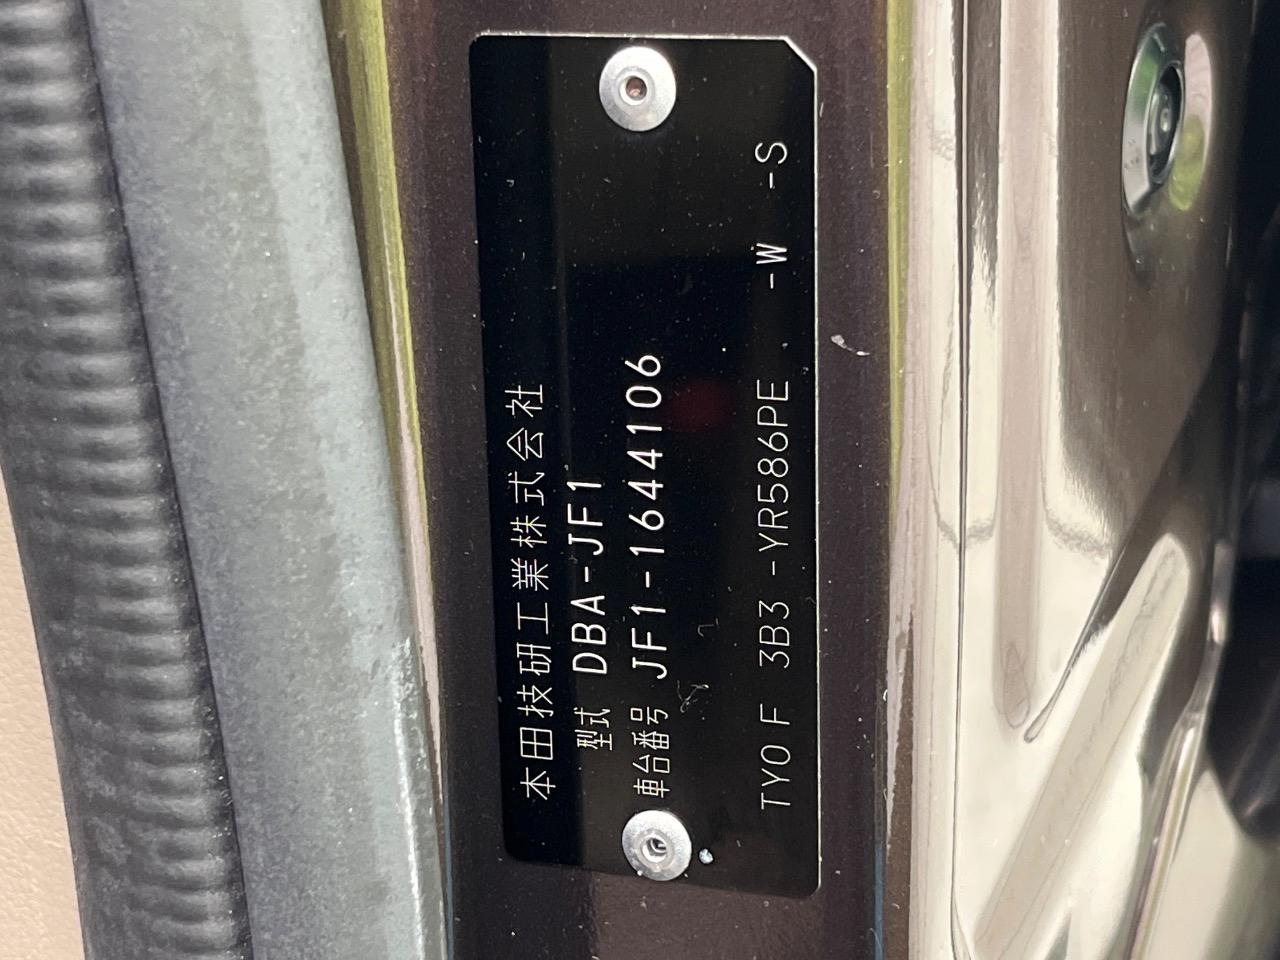 本田技研工業株式会社
型式 DBA-JF1
車台番号 JF1-1644106
TYO F 3B3 -YR586PE -W -S